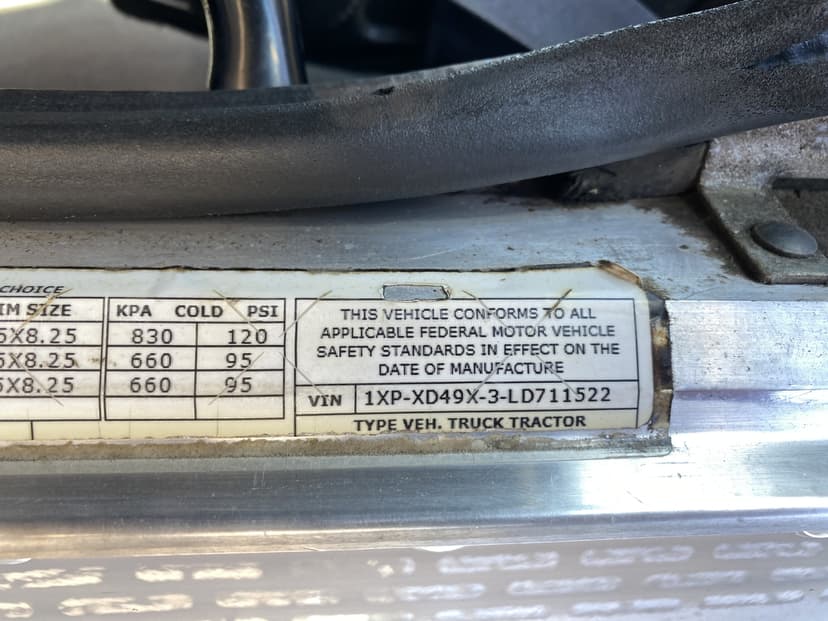 CHOICE
IM SIZE KPA COLD PSI
5X8.25 830 120
5X8.25 660 95
5X8.25 660 95
THIS VEHICLE CONFORMS TO ALL
APPLICABLE FEDERAL MOTOR VEHICLE
SAFETY STANDARDS IN EFFECT ON THE
DATE OF MANUFACTURE
VIN 1XP-XD49X-3-LD711522
TYPE VEH. TRUCK TRACTOR